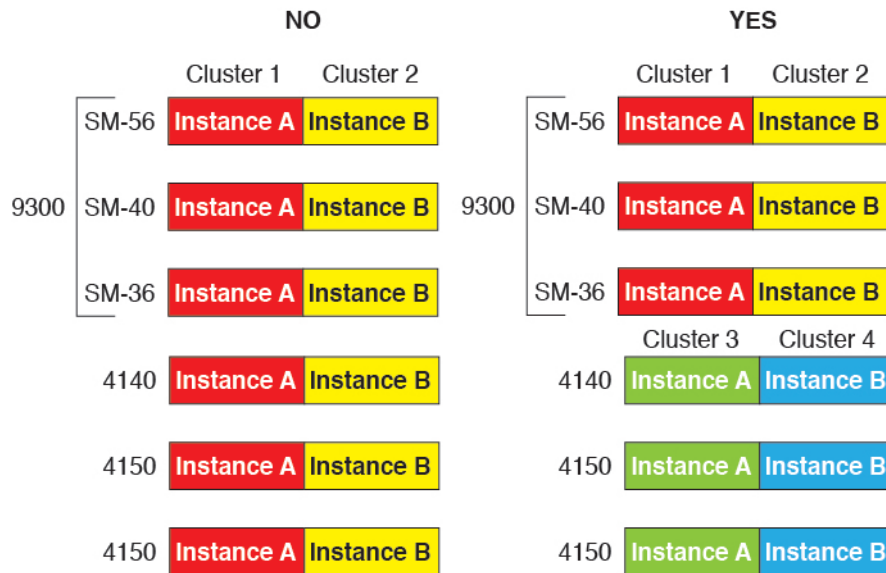 NO YES
Cluster 1 Cluster 2 Cluster 1 Cluster 2
SM-56 Instance A Instance B SM-56 Instance A Instance B
9300 SM-40 Instance A Instance B 9300 SM-40 Instance A Instance B
SM-36 Instance A Instance B SM-36 Instance A Instance B
Cluster 3 Cluster 4
4140 Instance A Instance B 4140 Instance A Instance B
4150 Instance A Instance B 4150 Instance A Instance B
4150 Instance A Instance B 4150 Instance A Instance B